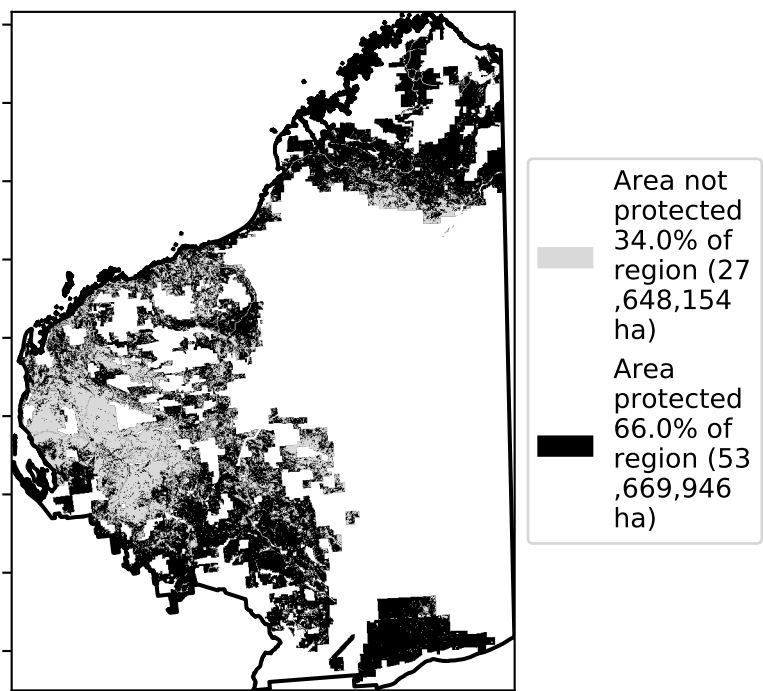 Area not
protected
34.0% of
region (27
,648,154
ha)
Area
protected
66.0% of
region (53
,669,946
ha)